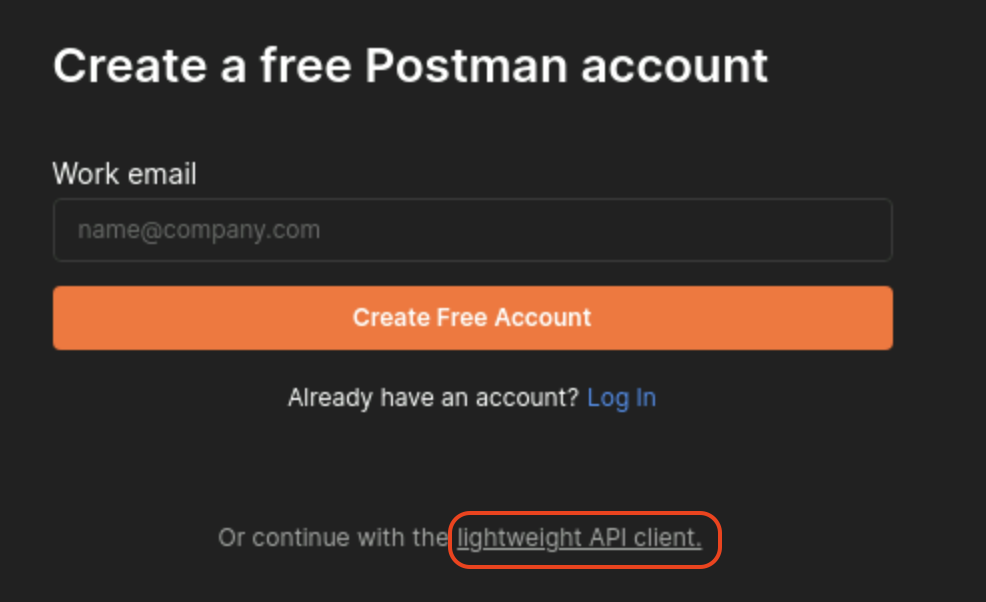 Create a free Postman account
Work email
name@company.com
Create Free Account
Already have an account? Log In
Or continue with the lightweight API client.